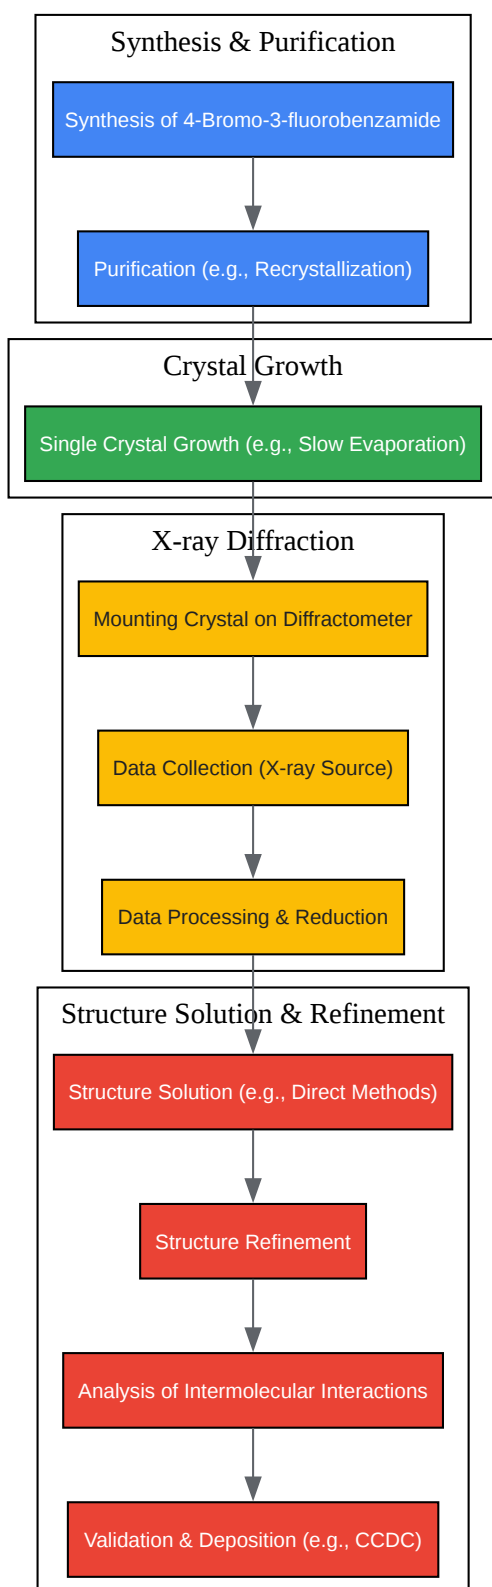 Synthesis & Purification
Synthesis of 4-Bromo-3-fluorobenzamide
Purification (e.g., Recrystallization)
Crystal Growth
Single Crystal Growth (e.g., Slow Evaporation)
X-ray Diffraction
Mounting Crystal on Diffractometer
Data Collection (X-ray Source)
Data Processing & Reduction
Structure Solution & Refinement
Structure Solution (e.g., Direct Methods)
Structure Refinement
Analysis of Intermolecular Interactions
Validation & Deposition (e.g., CCDC)